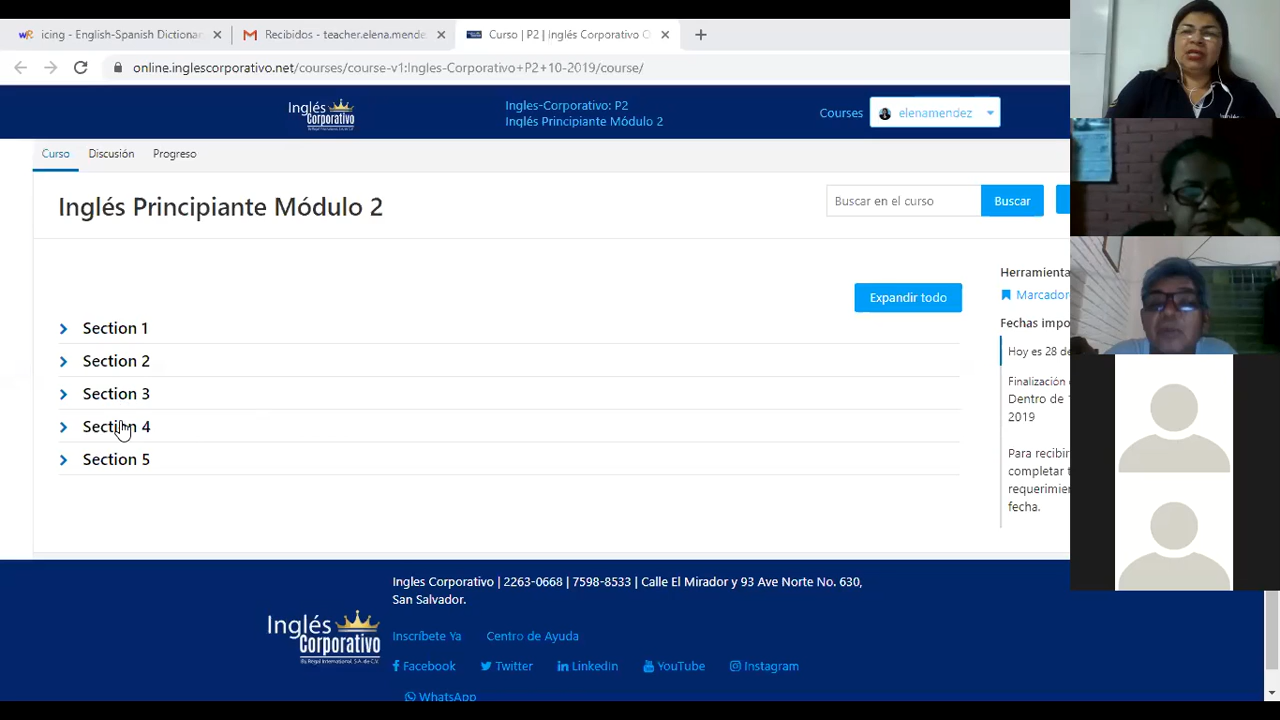 icing - English-Spanish Dictionar
Recibidos - teacher.elena.mende
Curso | P2 | Inglés Corporativo O
online.inglescorporativo.net/courses/course-v1:Ingles-Corporativo+P2+10-2019/course/
Inglés
Corporativo
Ingles-Corporativo: P2
Inglés Principiante Módulo 2
Courses
elenamendez
Curso
Discusión
Progreso
Inglés Principiante Módulo 2
Buscar en el curso
Buscar
Expandir todo
Section 1
Section 2
Section 3
Section 4
Section 5
Herramienta
Marcador
Fechas impo
Hoy es 28 de
Finalización
Dentro de 1
2019
Para recibir
completar t
requerimie
fecha.
Ingles Corporativo | 2263-0668 | 7598-8533 | Calle El Mirador y 93 Ave Norte No. 630,
San Salvador.
Inglés
Corporativo
By Regal International, S.A. de C.V.
Inscríbete Ya
Centro de Ayuda
Facebook
Twitter
LinkedIn
YouTube
Instagram
WhatsApp